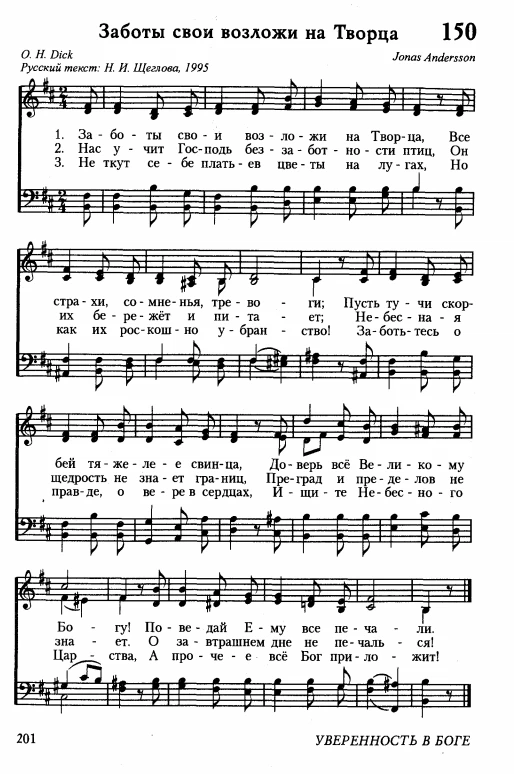 Заботы свои возложи на Творца 150
O. H. Dick
Jonas Andersson
Русский текст: Н. И. Щеглова, 1995
1. За - бо - ты сво - и воз - ло - жи на Твор - ца, Все
2. Нас у - чит Гос - подь без - за - бот - но - сти птиц, Он
3. Не ткут се - бе плать - ев цве - ты на лу - гах, Но
стра - хи, со - мне - нья, тре - во - ги; Пусть ту - чи скор -
их бе - ре - жёт и пи - та - ет; Не - бес - на - я
как их рос - кош - но у - бран - ство! За - боть - тесь о
бей тя - же - ле - е свин - ца, До - верь всё Ве - ли - ко - му
щедрость не зна - ет гра - ниц, Пре - град и пре - де - лов не
прав - де, о ве - ре в сердцах, И - щи - те Не - бес - но - го
Бо - гу! По - ве - дай Е - му все пе - ча - ли.
зна - ет. О за - втрашнем дне не пе - чаль - ся!
Цар - ства, А про - че - е всё Бог при - ло - жит!
201 УВЕРЕННОСТЬ В БОГЕ